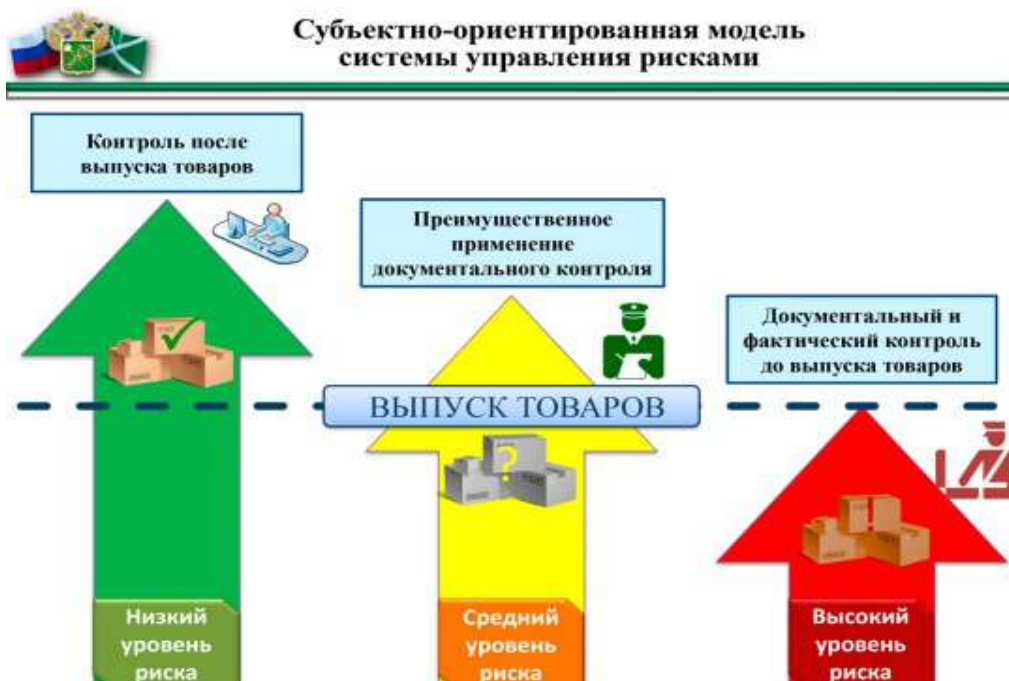 Субъектно-ориентированная модель
системы управления рисками
Контроль после
выпуска товаров
Преимущественное
применение
документального контроля
Документальный и
фактический контроль
до выпуска товаров
ВЫПУСК ТОВАРОВ
?
!
Низкий
уровень
риска
Средний
уровень
риска
Высокий
уровень
риска